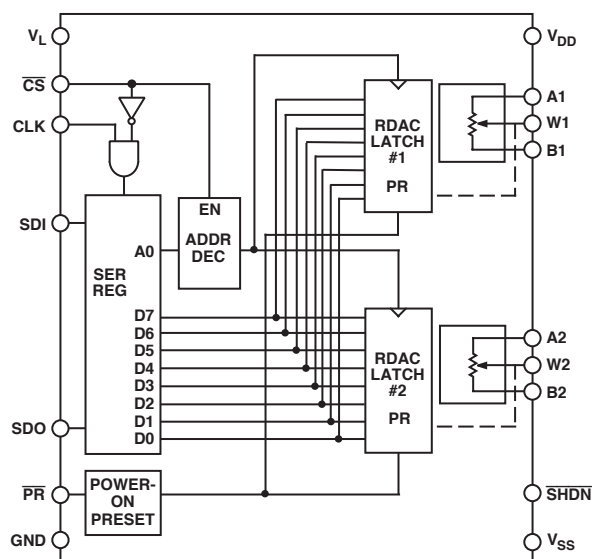 V_L
V_DD
CS
A1
CLK
RDAC
LATCH
#1
W1
B1
PR
SDI
EN
ADDR
DEC
A0
SER
REG
D7
D6
D5
D4
D3
D2
D1
D0
RDAC
LATCH
#2
PR
A2
W2
B2
SDO
PR
POWER-
ON
PRESET
SHDN
GND
V_SS